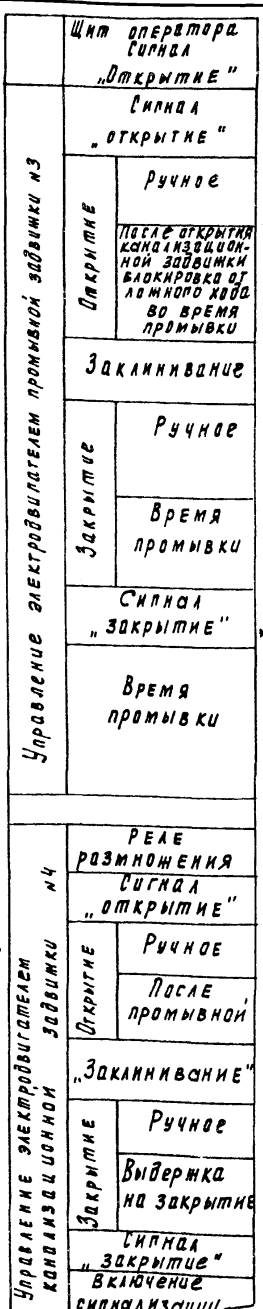 Щит оператора
Сигнал
„Открытие"
Управление электродвигателем промывной задвижки №3
Сигнал
„открытие"
Открытие
Ручное
После открытия
канализацион-
ной задвижки
блокировка от
ложного хода
во время
промывки
Заклинивание
Закрытие
Ручное
Время
промывки
Сигнал
„закрытие"
Время
промывки
Управление электродвигателем
канализационной задвижки №4
Реле
размножения
Сигнал
„открытие"
Открытие
Ручное
После
промывной
„Заклинивание"
Закрытие
Ручное
Выдержка
на закрытие
Сигнал
„закрытие"
Включение
сигнализации